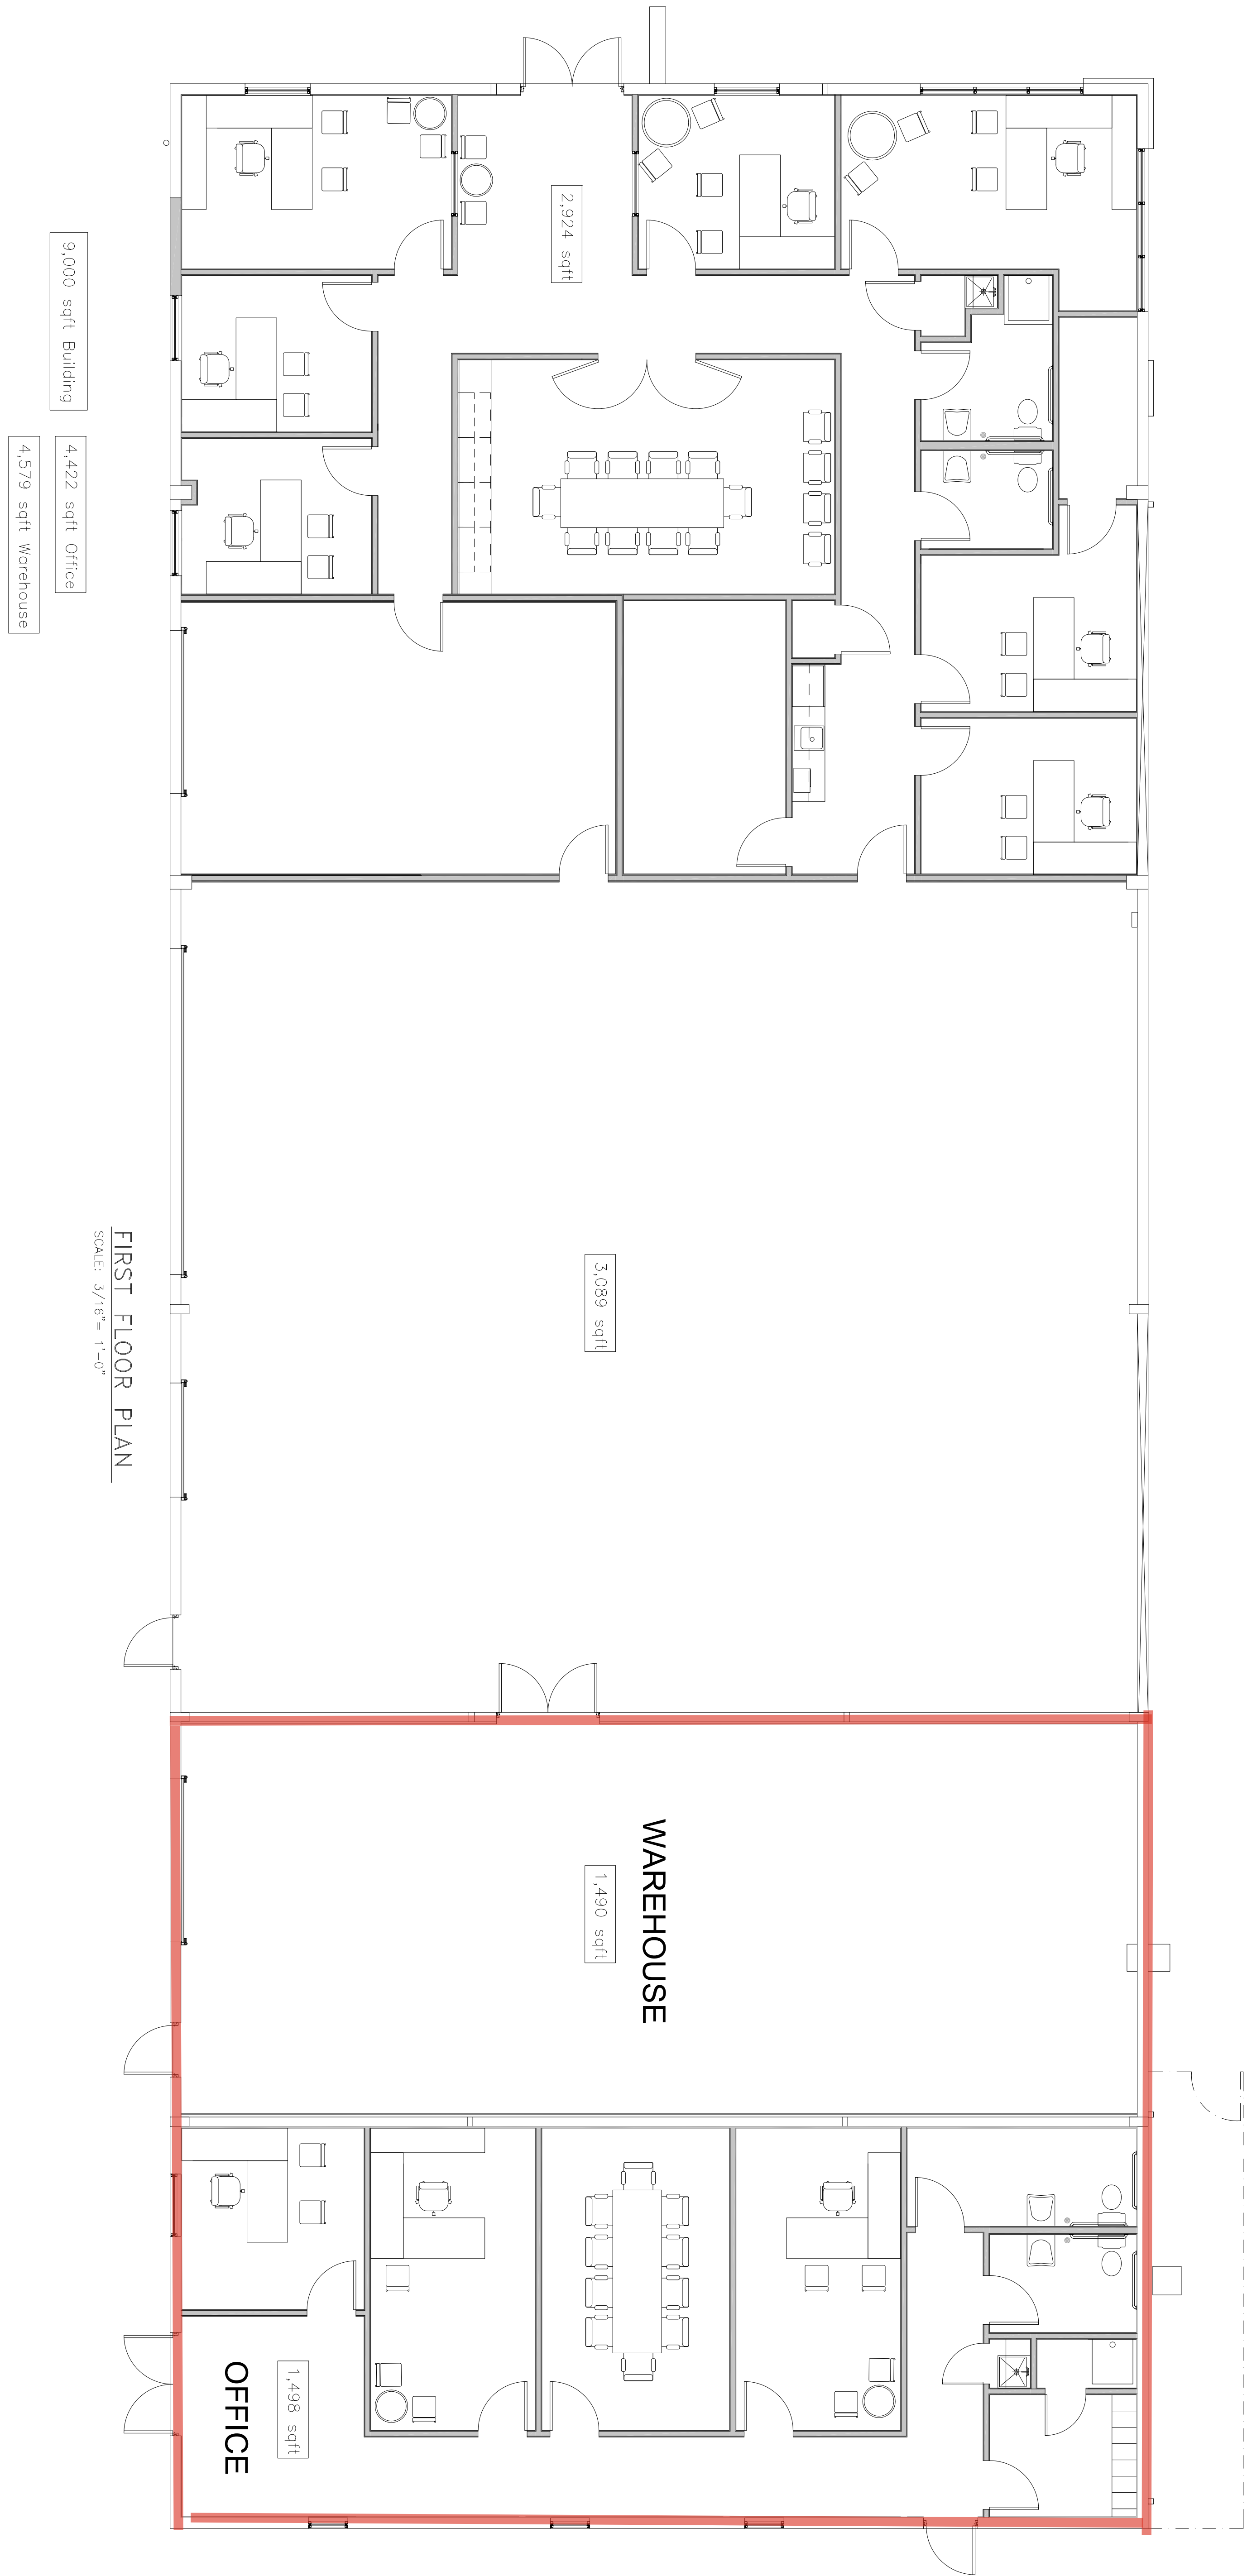 2,924 sqft
9,000 sqft Building
4,422 sqft Office
4,579 sqft Warehouse
3,089 sqft
FIRST FLOOR PLAN
SCALE: 3/16"= 1'-0"
WAREHOUSE
1,490 sqft
1,498 sqft
OFFICE